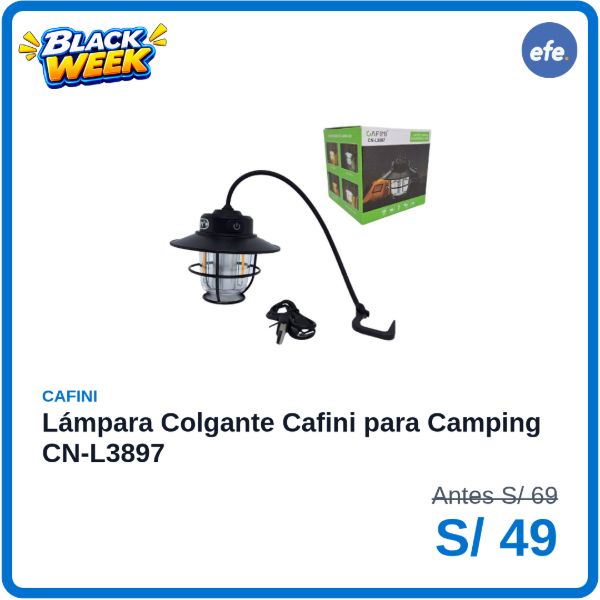 BLACK
WEEK
efe.
CAFINI
CN-L3897
CAFINI
Lámpara Colgante Cafini para Camping
CN-L3897
Antes S/ 69
S/ 49